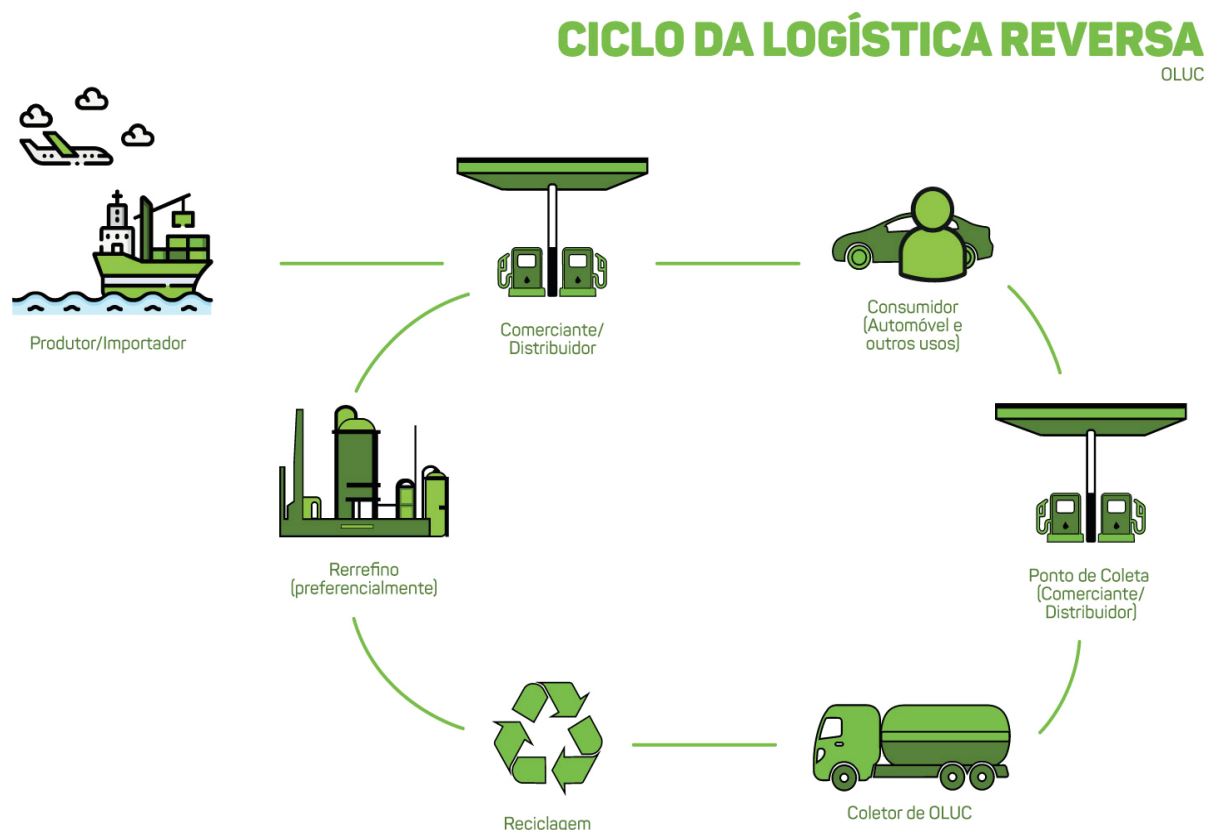 CICLO DA LOGÍSTICA REVERSA
OLUC
Produtor/Importador
Comerciante/
Distribuidor
Consumidor
(Automóvel e
outros usos)
Ponto de Coleta
(Comerciante/
Distribuidor)
Coletor de OLUC
Reciclagem
Rerrefino
(preferencialmente)